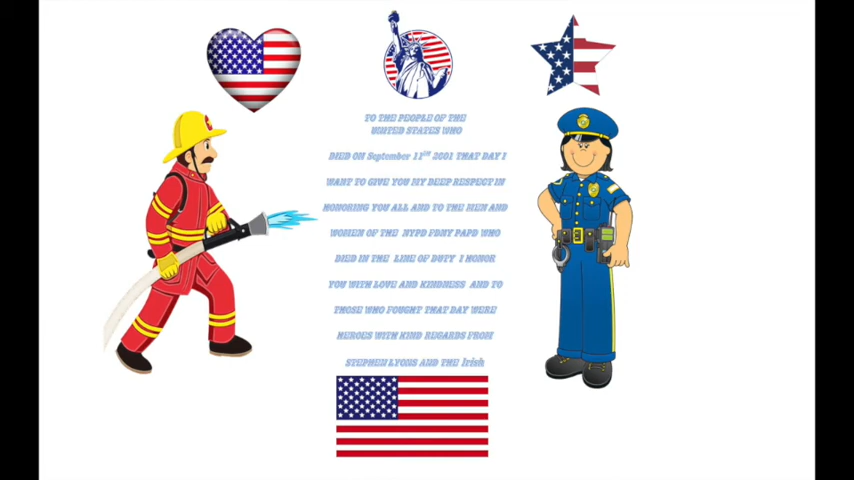 TO THE PEOPLE OF THE
UNITED STATES WHO
DIED ON September 11TH 2001 THAT DAY I
WANT TO GIVE YOU MY DEEP RESPECT IN
HONORING YOU ALL AND TO THE MEN AND
WOMEN OF THE NYPD FDNY PAPD WHO
DIED IN THE LINE OF DUTY I HONOR
YOU WITH LOVE AND KINDNESS AND TO
THOSE WHO FOUGHT THAT DAY WERE
HEROES WITH KIND REGARDS FROM
STEPHEN LYONS AND THE Irish